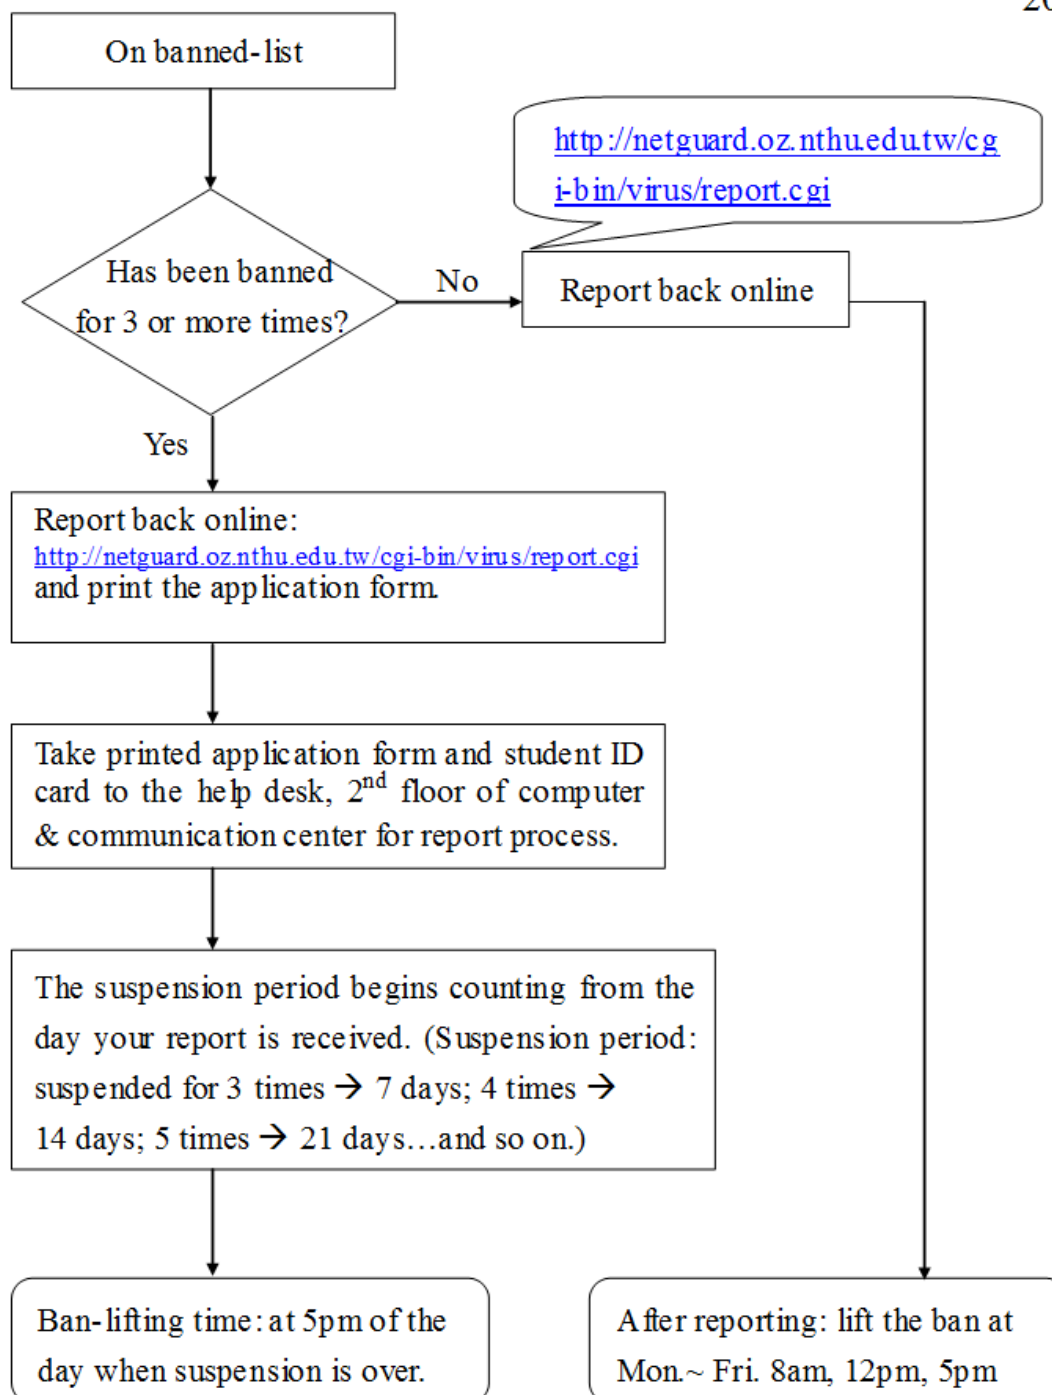 20
On banned-list
http://netguard.oz.nthu.edu.tw/cg
i-bin/virus/report.cgi
Has been banned
for 3 or more times?
No
Report back online
Yes
Report back online:
http://netguard.oz.nthu.edu.tw/cgi-bin/virus/report.cgi
and print the application form.
Take printed application form and student ID
card to the help desk, 2nd floor of computer
& communication center for report process.
The suspension period begins counting from the
day your report is received. (Suspension period:
suspended for 3 times → 7 days; 4 times →
14 days; 5 times → 21 days…and so on.)
Ban-lifting time: at 5pm of the
day when suspension is over.
After reporting: lift the ban at
Mon.~ Fri. 8am, 12pm, 5pm